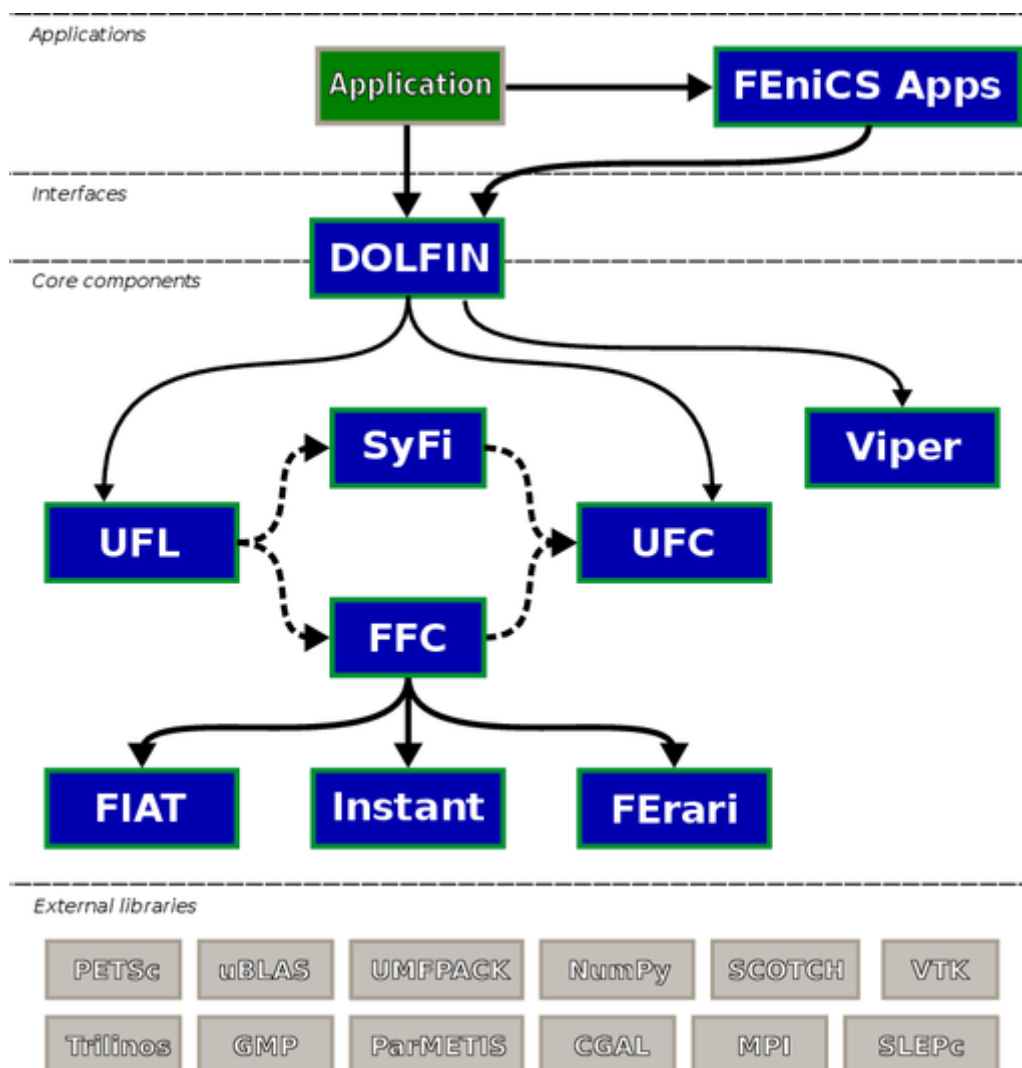 Applications
Application
FEniCS Apps
Interfaces
DOLFIN
Core components
SyFi
Viper
UFL
UFC
FFC
FIAT
Instant
FErari
External libraries
PETSc
uBLAS
UMFPACK
NumPy
SCOTCH
VTK
Trilinos
GMP
ParMETIS
CGAL
MPI
SLEPc